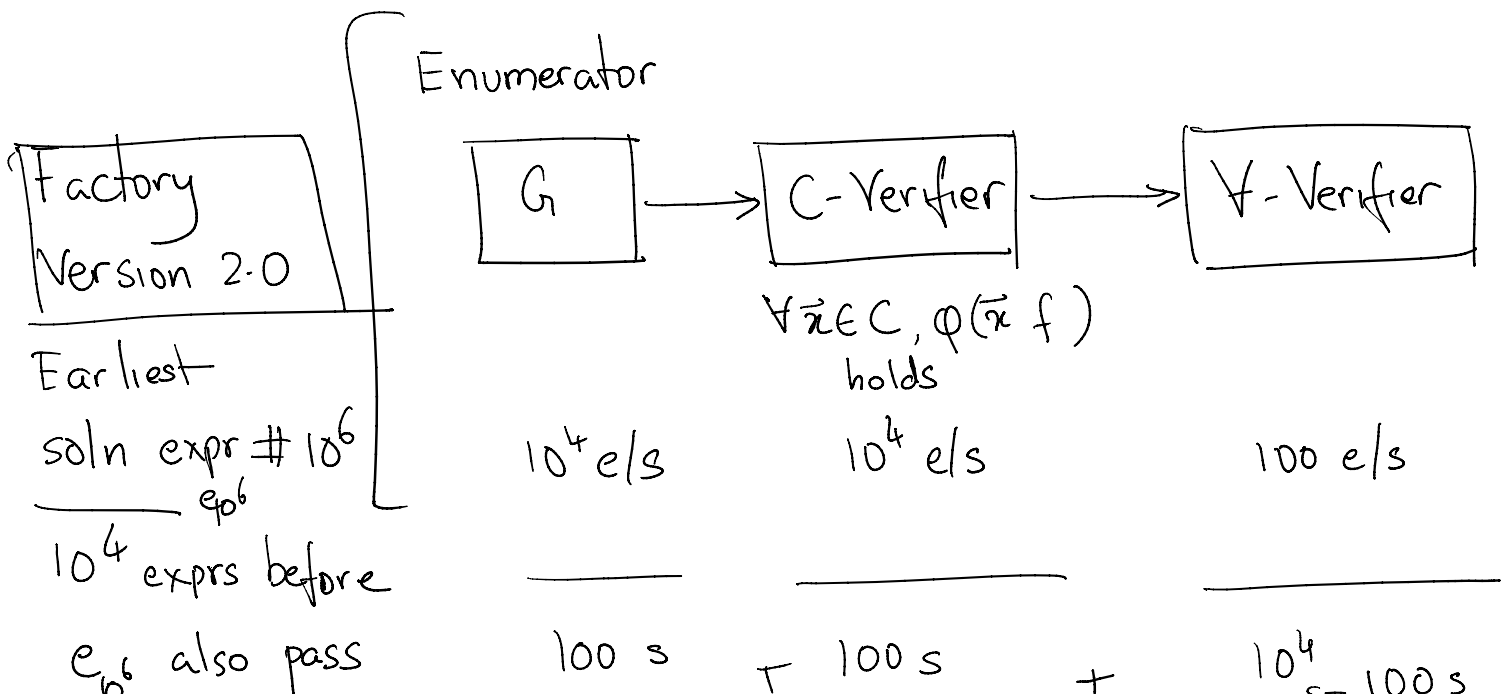 Enumerator
Factory
Version 2.0
G
C-Verifier
∀-Verifier
∀x⃗∈C, φ(x⃗ f)
holds
Earliest
soln expr # 10⁶
e₁₀⁶
10⁴ e/s
10⁴ e/s
100 e/s
10⁴ exprs before
e₁₀⁶ also pass
100 s
+ 100 s
+
10⁴
s = 100 s